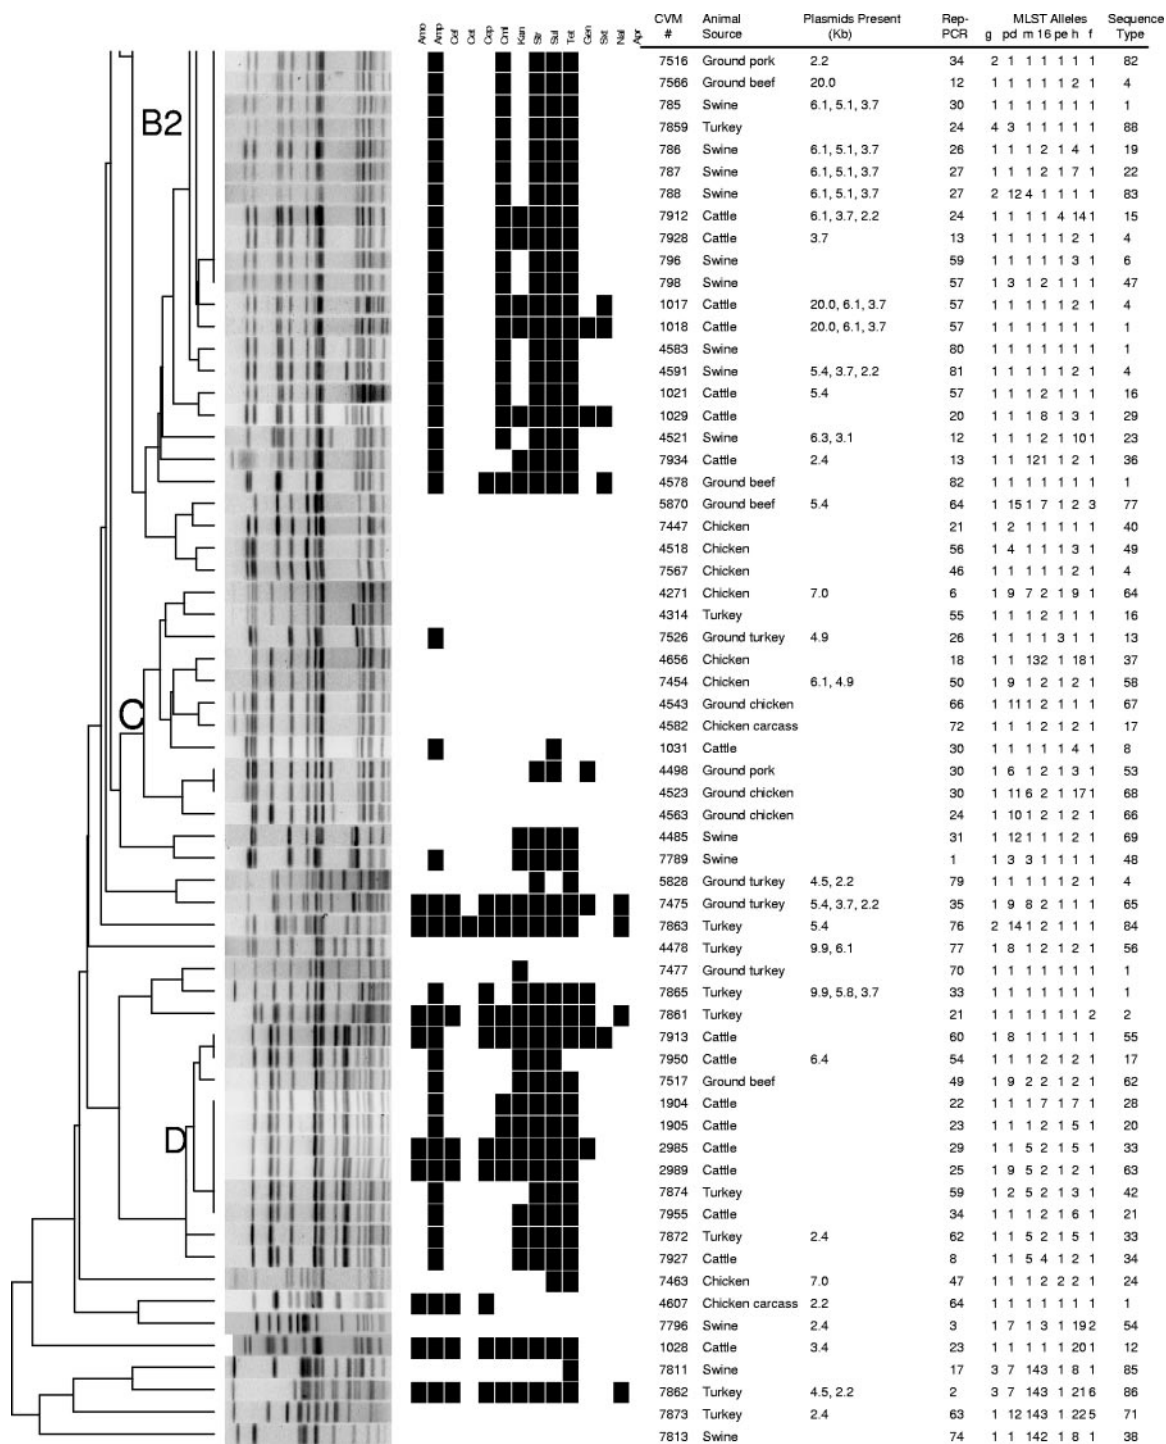 CVM Animal Plasmids Present Rep- MLST Alleles Sequence
# Source (Kb) PCR g pd m 16 pe h f Type
Amc Amp Cef Cet Cep Cml Kan Str Sul Tet Gen Sxt Nal Apr
7516 Ground pork 2.2 34 2 1 1 1 1 1 1 82
7566 Ground beef 20.0 12 1 1 1 1 1 2 1 4
B2
785 Swine 6.1, 5.1, 3.7 30 1 1 1 1 1 1 1 1
7859 Turkey 24 4 3 1 1 1 1 1 88
786 Swine 6.1, 5.1, 3.7 26 1 1 1 2 1 4 1 19
787 Swine 6.1, 5.1, 3.7 27 1 1 1 2 1 7 1 22
788 Swine 6.1, 5.1, 3.7 27 2 12 4 1 1 1 1 83
7912 Cattle 6.1, 3.7, 2.2 24 1 1 1 1 4 14 1 15
7928 Cattle 3.7 13 1 1 1 1 1 2 1 4
796 Swine 59 1 1 1 1 1 3 1 6
798 Swine 57 1 3 1 2 1 1 1 47
1017 Cattle 20.0, 6.1, 3.7 57 1 1 1 1 1 2 1 4
1018 Cattle 20.0, 6.1, 3.7 57 1 1 1 1 1 1 1 1
4583 Swine 80 1 1 1 1 1 1 1 1
4591 Swine 5.4, 3.7, 2.2 81 1 1 1 1 1 2 1 4
1021 Cattle 5.4 57 1 1 1 2 1 1 1 16
1029 Cattle 20 1 1 1 8 1 3 1 29
4521 Swine 6.3, 3.1 12 1 1 1 2 1 10 1 23
7934 Cattle 2.4 13 1 1 12 1 1 2 1 36
4578 Ground beef 82 1 1 1 1 1 1 1 1
5870 Ground beef 5.4 64 1 15 1 7 1 2 3 77
7447 Chicken 21 1 2 1 1 1 1 1 40
4518 Chicken 56 1 4 1 1 1 3 1 49
7567 Chicken 46 1 1 1 1 1 2 1 4
4271 Chicken 7.0 6 1 9 7 2 1 9 1 64
4314 Turkey 55 1 1 1 2 1 1 1 16
7526 Ground turkey 4.9 26 1 1 1 1 3 1 1 13
4656 Chicken 18 1 1 13 2 1 18 1 37
7454 Chicken 6.1, 4.9 50 1 9 1 2 1 2 1 58
C
4543 Ground chicken 66 1 11 1 2 1 1 1 67
4582 Chicken carcass 72 1 1 1 2 1 2 1 17
1031 Cattle 30 1 1 1 1 1 4 1 8
4498 Ground pork 30 1 6 1 2 1 3 1 53
4523 Ground chicken 30 1 11 6 2 1 17 1 68
4563 Ground chicken 24 1 10 1 2 1 2 1 66
4485 Swine 31 1 12 1 1 1 2 1 69
7789 Swine 1 1 3 3 1 1 1 1 48
5828 Ground turkey 4.5, 2.2 79 1 1 1 1 1 2 1 4
7475 Ground turkey 5.4, 3.7, 2.2 35 1 9 8 2 1 1 1 65
7863 Turkey 5.4 76 2 14 1 2 1 1 1 84
4478 Turkey 9.9, 6.1 77 1 8 1 2 1 2 1 56
7477 Ground turkey 70 1 1 1 1 1 1 1 1
7865 Turkey 9.9, 5.8, 3.7 33 1 1 1 1 1 1 1 1
7861 Turkey 21 1 1 1 1 1 1 2 2
7913 Cattle 60 1 8 1 1 1 1 1 55
7950 Cattle 6.4 54 1 1 1 2 1 2 1 17
7517 Ground beef 49 1 9 2 2 1 2 1 62
1904 Cattle 22 1 1 1 7 1 7 1 28
1905 Cattle 23 1 1 1 2 1 5 1 20
D
2985 Cattle 29 1 1 5 2 1 5 1 33
2989 Cattle 25 1 9 5 2 1 2 1 63
7874 Turkey 59 1 2 5 2 1 3 1 42
7955 Cattle 34 1 1 1 2 1 6 1 21
7872 Turkey 2.4 62 1 1 5 2 1 5 1 33
7927 Cattle 8 1 1 5 4 1 2 1 34
7463 Chicken 7.0 47 1 1 1 2 2 2 1 24
4607 Chicken carcass 2.2 64 1 1 1 1 1 1 1 1
7796 Swine 2.4 3 1 7 1 3 1 19 2 54
1028 Cattle 3.4 23 1 1 1 1 1 20 1 12
7811 Swine 17 3 7 14 3 1 8 1 85
7862 Turkey 4.5, 2.2 2 3 7 14 3 1 21 6 86
7873 Turkey 2.4 63 1 12 14 3 1 22 5 71
7813 Swine 74 1 1 14 2 1 8 1 38